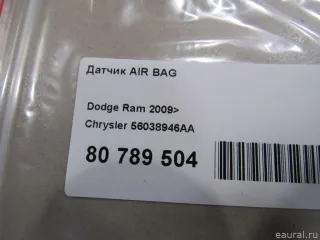 Датчик AIR BAG
Dodge Ram 2009>
Chrysler 56038946AA
80 789 504
© eaural.ru